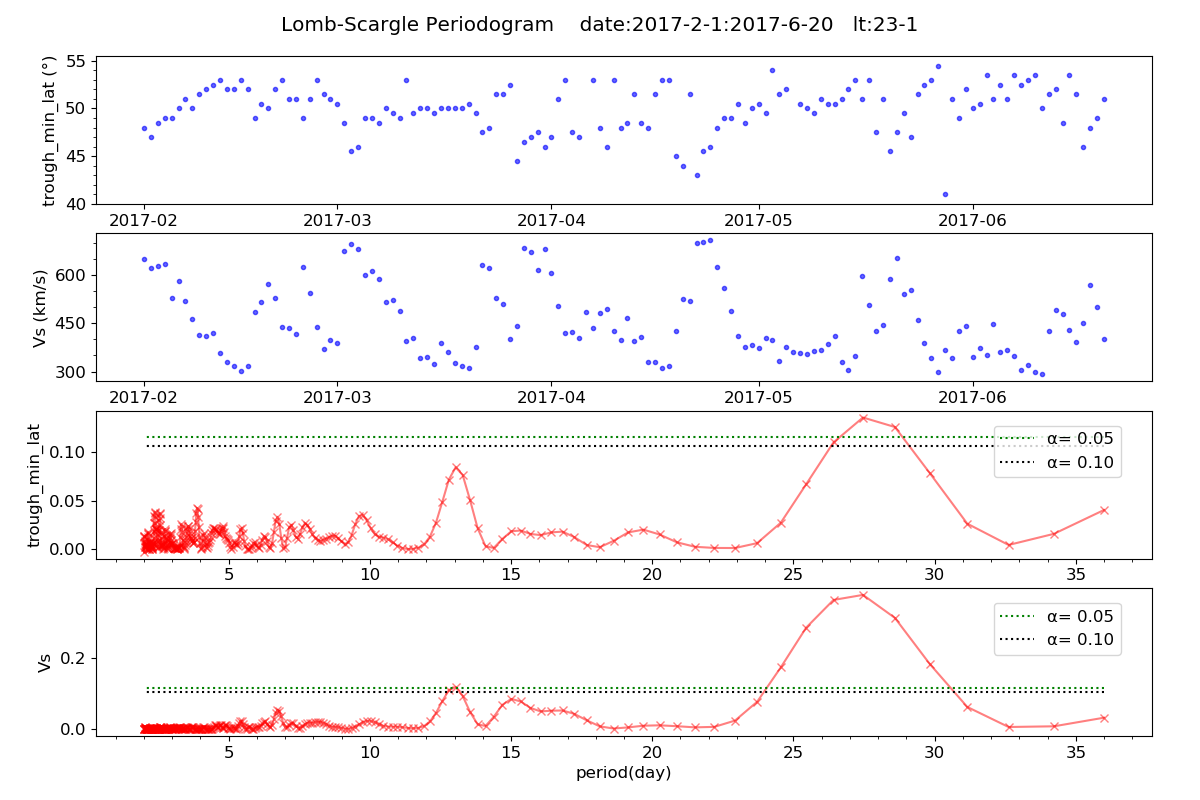 Lomb-Scargle Periodogram    date:2017-2-1:2017-6-20   lt:23-1
trough_min_lat (°)
55
50
45
40
2017-02 2017-03 2017-04 2017-05 2017-06
Vs (km/s)
600
450
300
2017-02 2017-03 2017-04 2017-05 2017-06
trough_min_lat
0.10
0.05
0.00
α= 0.05
α= 0.10
5 10 15 20 25 30 35
Vs
0.2
0.0
α= 0.05
α= 0.10
5 10 15 20 25 30 35
period(day)